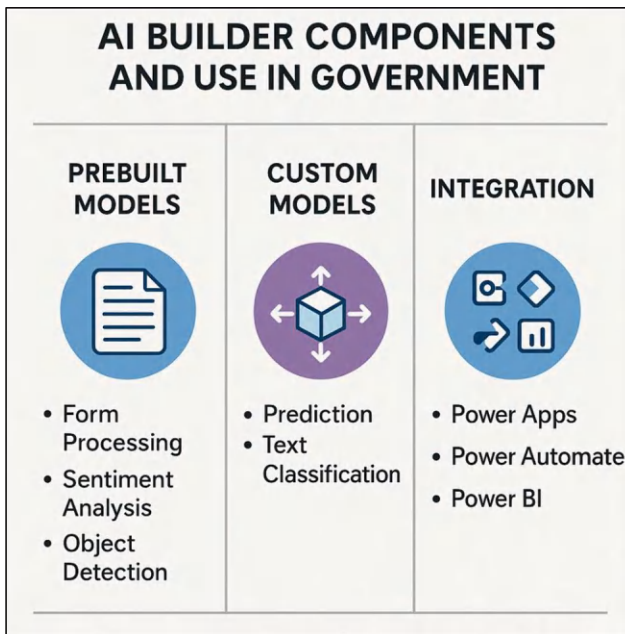 AI BUILDER COMPONENTS
AND USE IN GOVERNMENT
PREBUILT
MODELS
• Form
Processing
• Sentiment
Analysis
• Object
Detection
CUSTOM
MODELS
• Prediction
• Text
Classification
INTEGRATION
• Power Apps
• Power Automate
• Power BI